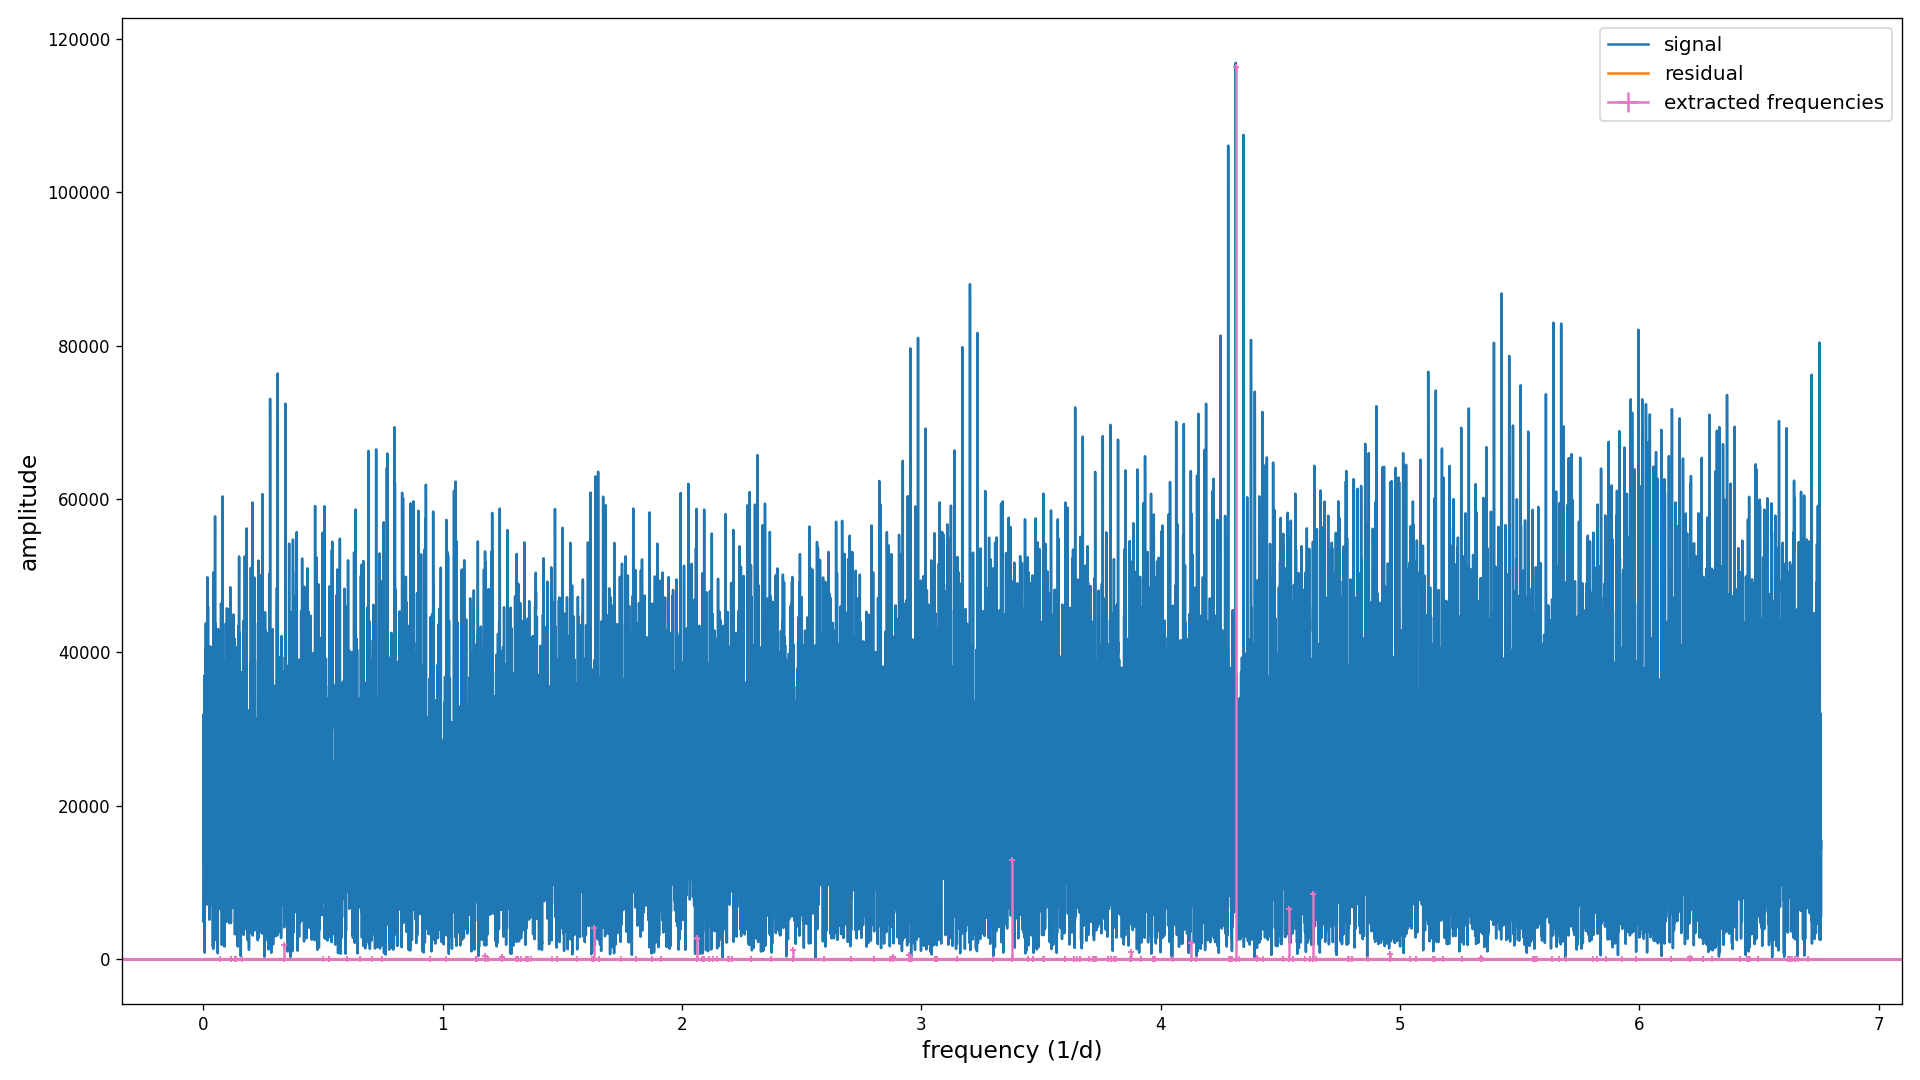 120000
100000
80000
60000
40000
20000
0
amplitude
0 1 2 3 4 5 6 7
frequency (1/d)
signal
residual
extracted frequencies